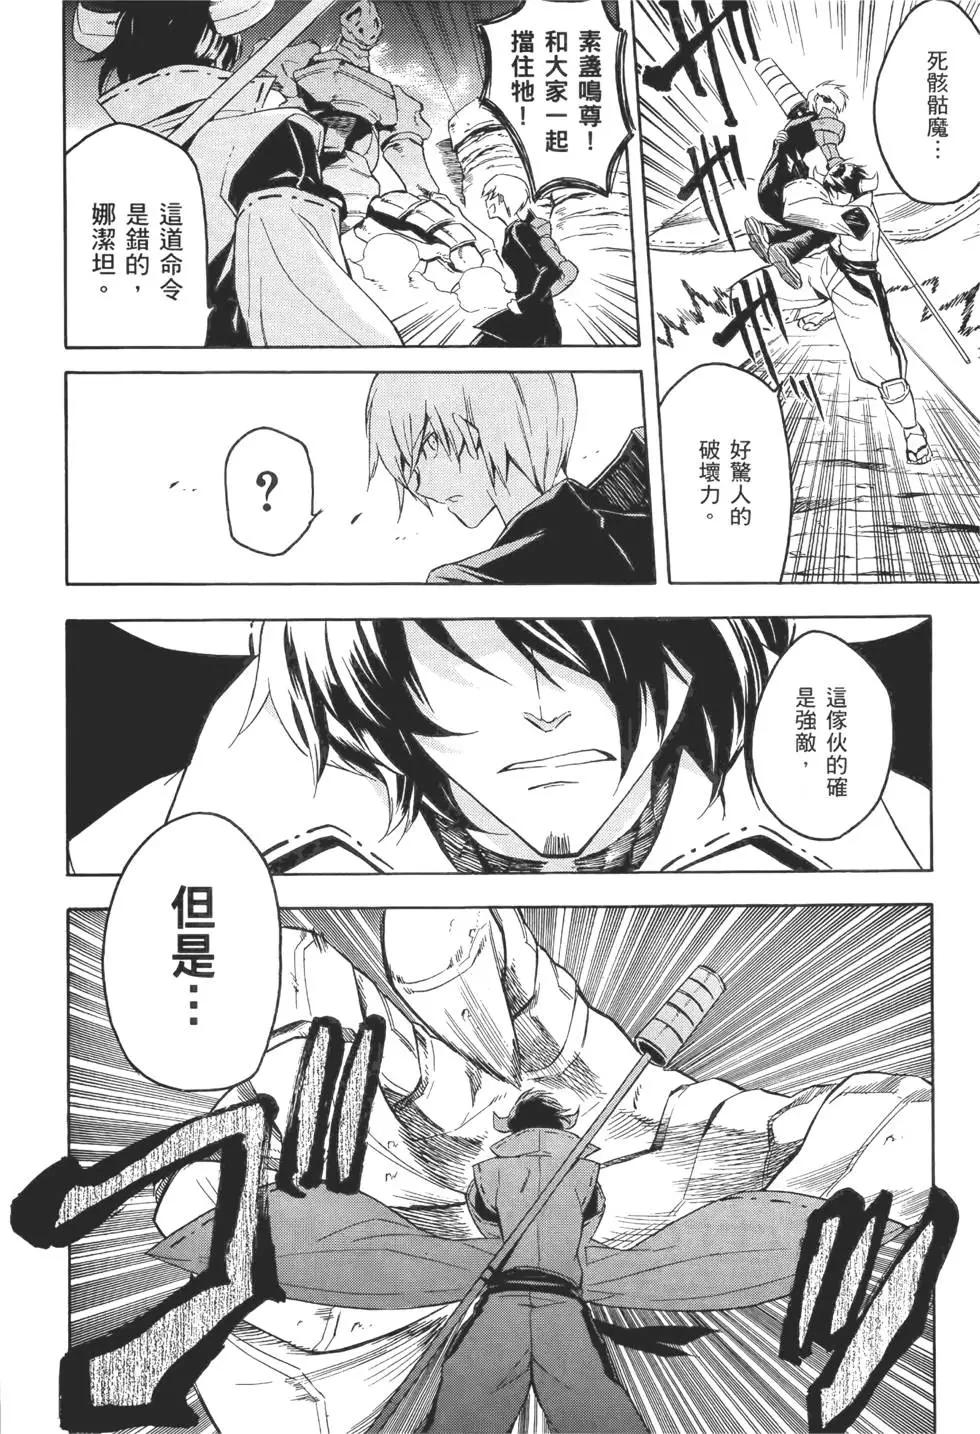 死骸骷魔…
好驚人的
破壞力。
素盞鳴尊！
和大家一起
擋住牠！
這道命令
是錯的，
娜潔坦。
？
這傢伙的確
是強敵，
但是…
ガッ